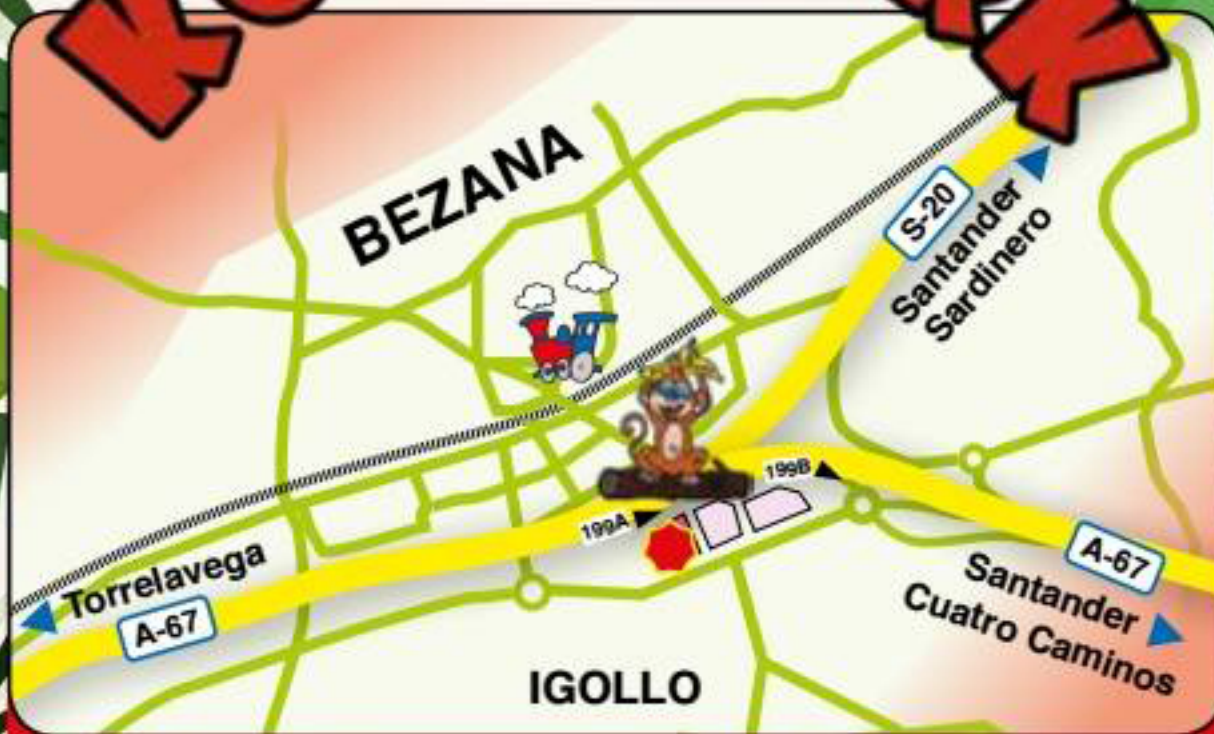 BEZANA
S-20
Santander
Sardinero
199B
199A
Torrelavega
A-67
A-67
Santander
Cuatro Caminos
IGOLLO